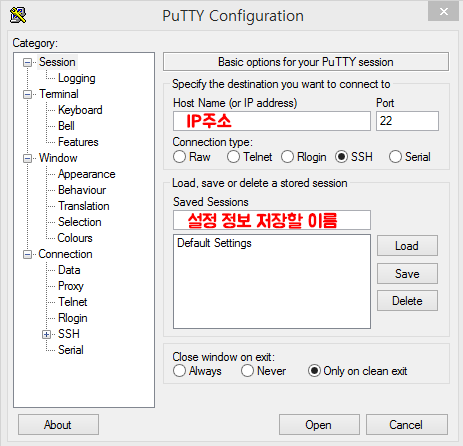 PuTTY Configuration
Category:
Session
Logging
Terminal
Keyboard
Bell
Features
Window
Appearance
Behaviour
Translation
Selection
Colours
Connection
Data
Proxy
Telnet
Rlogin
SSH
Serial
Basic options for your PuTTY session
Specify the destination you want to connect to
Host Name (or IP address) Port
IP주소 22
Connection type:
Raw Telnet Rlogin SSH Serial
Load, save or delete a stored session
Saved Sessions
설정 정보 저장할 이름
Default Settings
Load
Save
Delete
Close window on exit:
Always Never Only on clean exit
About Open Cancel